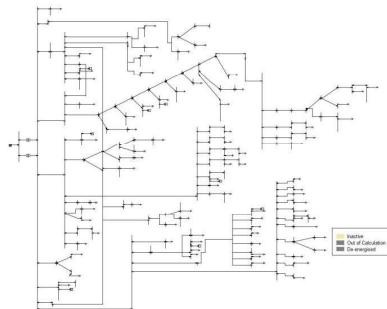 Inactive
Out of Calculation
De-energised